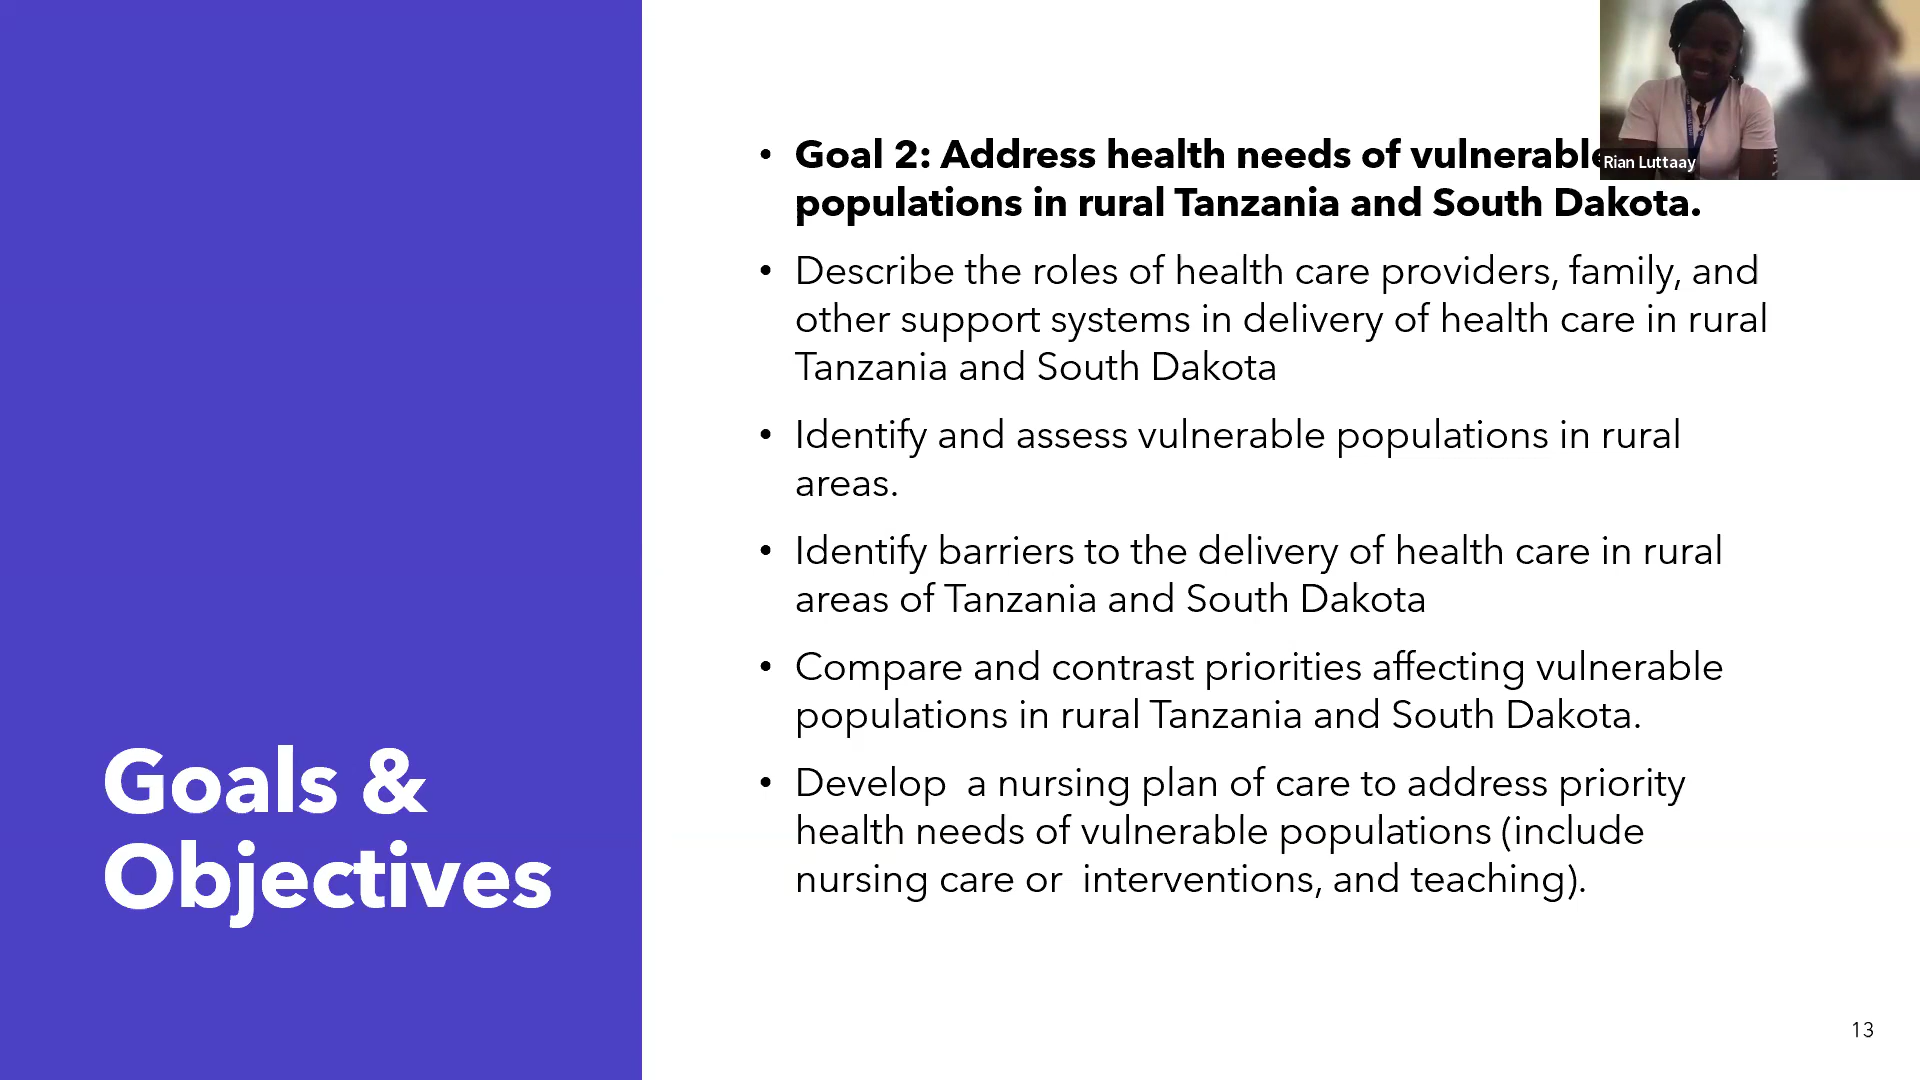 • Goal 2: Address health needs of vulnerable
populations in rural Tanzania and South Dakota.
• Describe the roles of health care providers, family, and
other support systems in delivery of health care in rural
Tanzania and South Dakota
• Identify and assess vulnerable populations in rural
areas.
• Identify barriers to the delivery of health care in rural
areas of Tanzania and South Dakota
• Compare and contrast priorities affecting vulnerable
populations in rural Tanzania and South Dakota.
• Develop  a nursing plan of care to address priority
health needs of vulnerable populations (include
nursing care or  interventions, and teaching).
Goals &
Objectives
Rian Luttaay
13